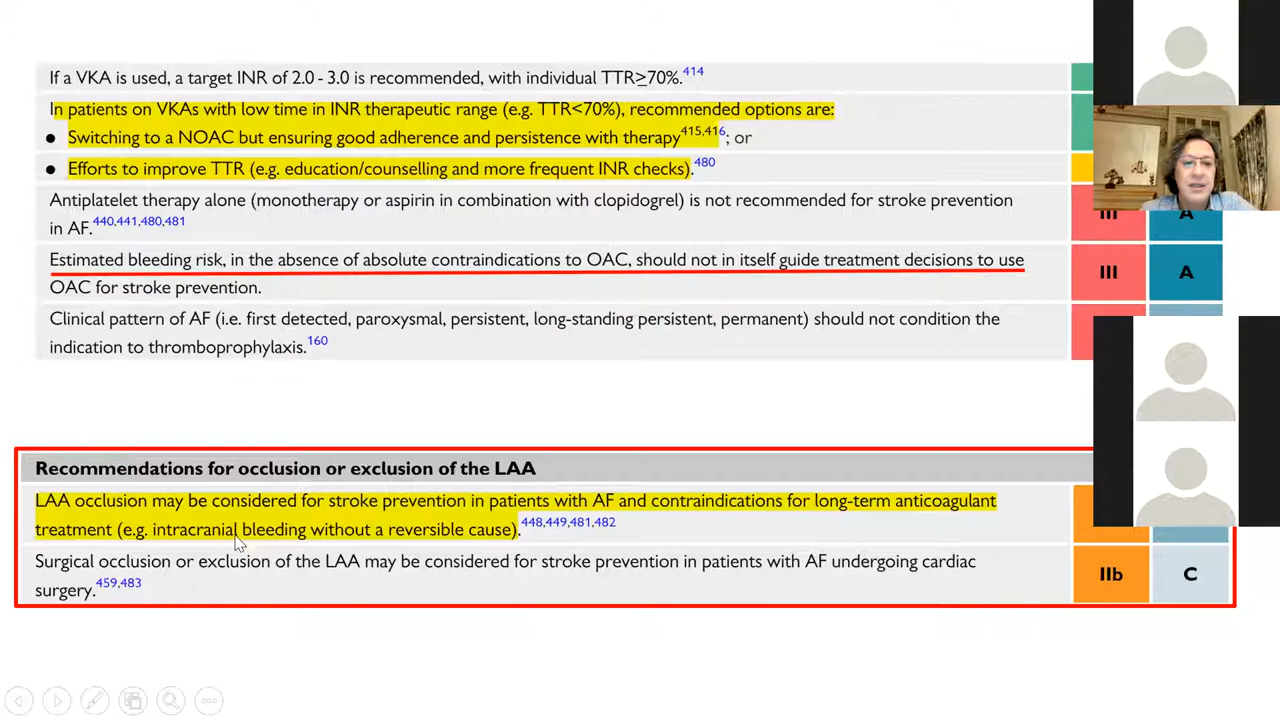 If a VKA is used, a target INR of 2.0 - 3.0 is recommended, with individual TTR≥70%.414
In patients on VKAs with low time in INR therapeutic range (e.g. TTR<70%), recommended options are:
● Switching to a NOAC but ensuring good adherence and persistence with therapy415,416; or
● Efforts to improve TTR (e.g. education/counselling and more frequent INR checks).480
Antiplatelet therapy alone (monotherapy or aspirin in combination with clopidogrel) is not recommended for stroke prevention
in AF.440,441,480,481
III A
Estimated bleeding risk, in the absence of absolute contraindications to OAC, should not in itself guide treatment decisions to use
OAC for stroke prevention.
III A
Clinical pattern of AF (i.e. first detected, paroxysmal, persistent, long-standing persistent, permanent) should not condition the
indication to thromboprophylaxis.160
Recommendations for occlusion or exclusion of the LAA
LAA occlusion may be considered for stroke prevention in patients with AF and contraindications for long-term anticoagulant
treatment (e.g. intracranial bleeding without a reversible cause).448,449,481,482
Surgical occlusion or exclusion of the LAA may be considered for stroke prevention in patients with AF undergoing cardiac
surgery.459,483
IIb C